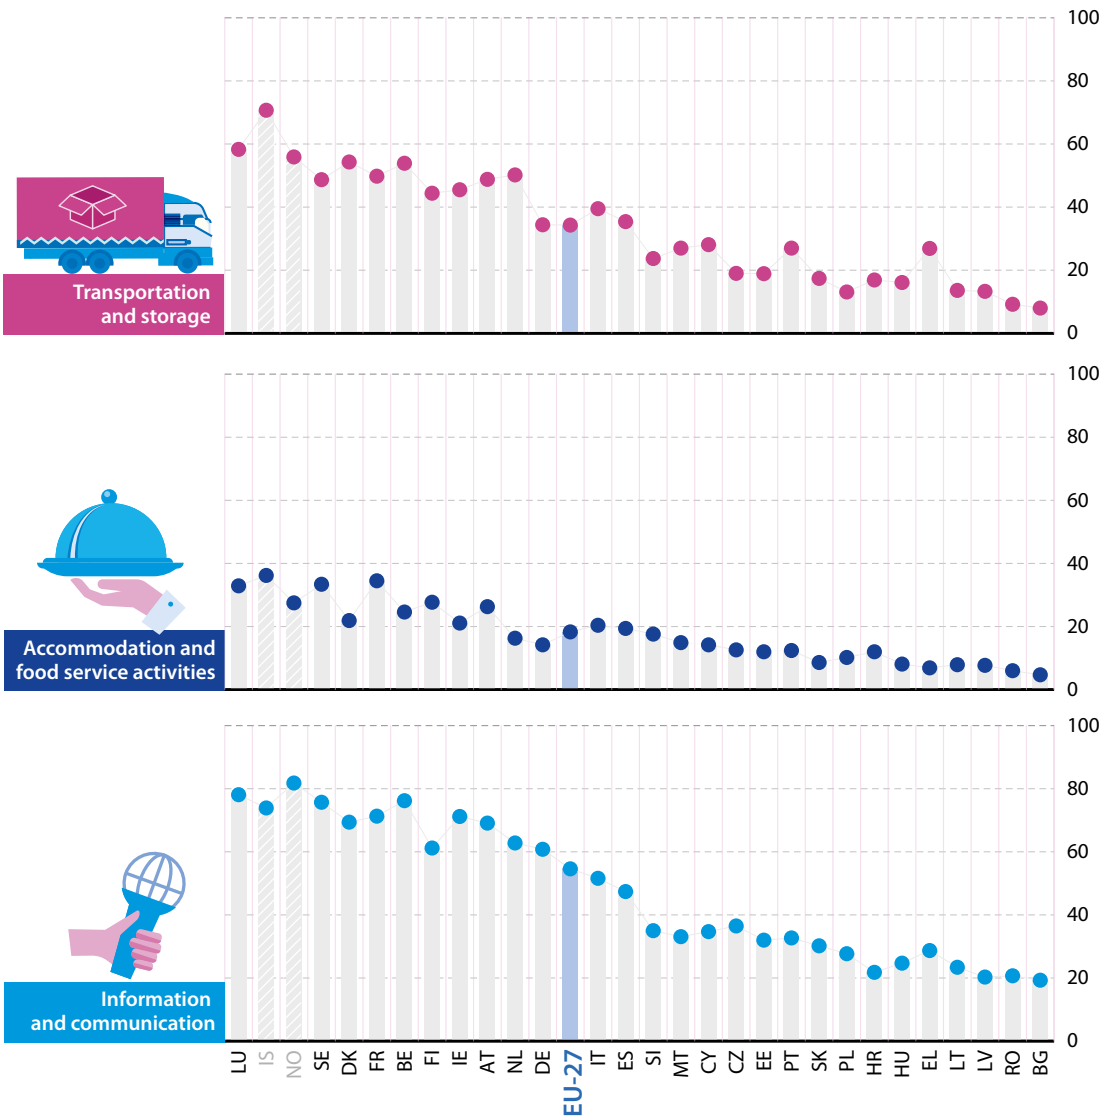 100
80
60
40
20
0
Transportation
and storage
100
80
60
40
20
0
Accommodation and
food service activities
100
80
60
40
20
0
Information
and communication
LU IS NO SE DK FR BE FI IE AT NL DE EU-27 IT ES SI MT CY CZ EE PT SK PL HR HU EL LT LV RO BG